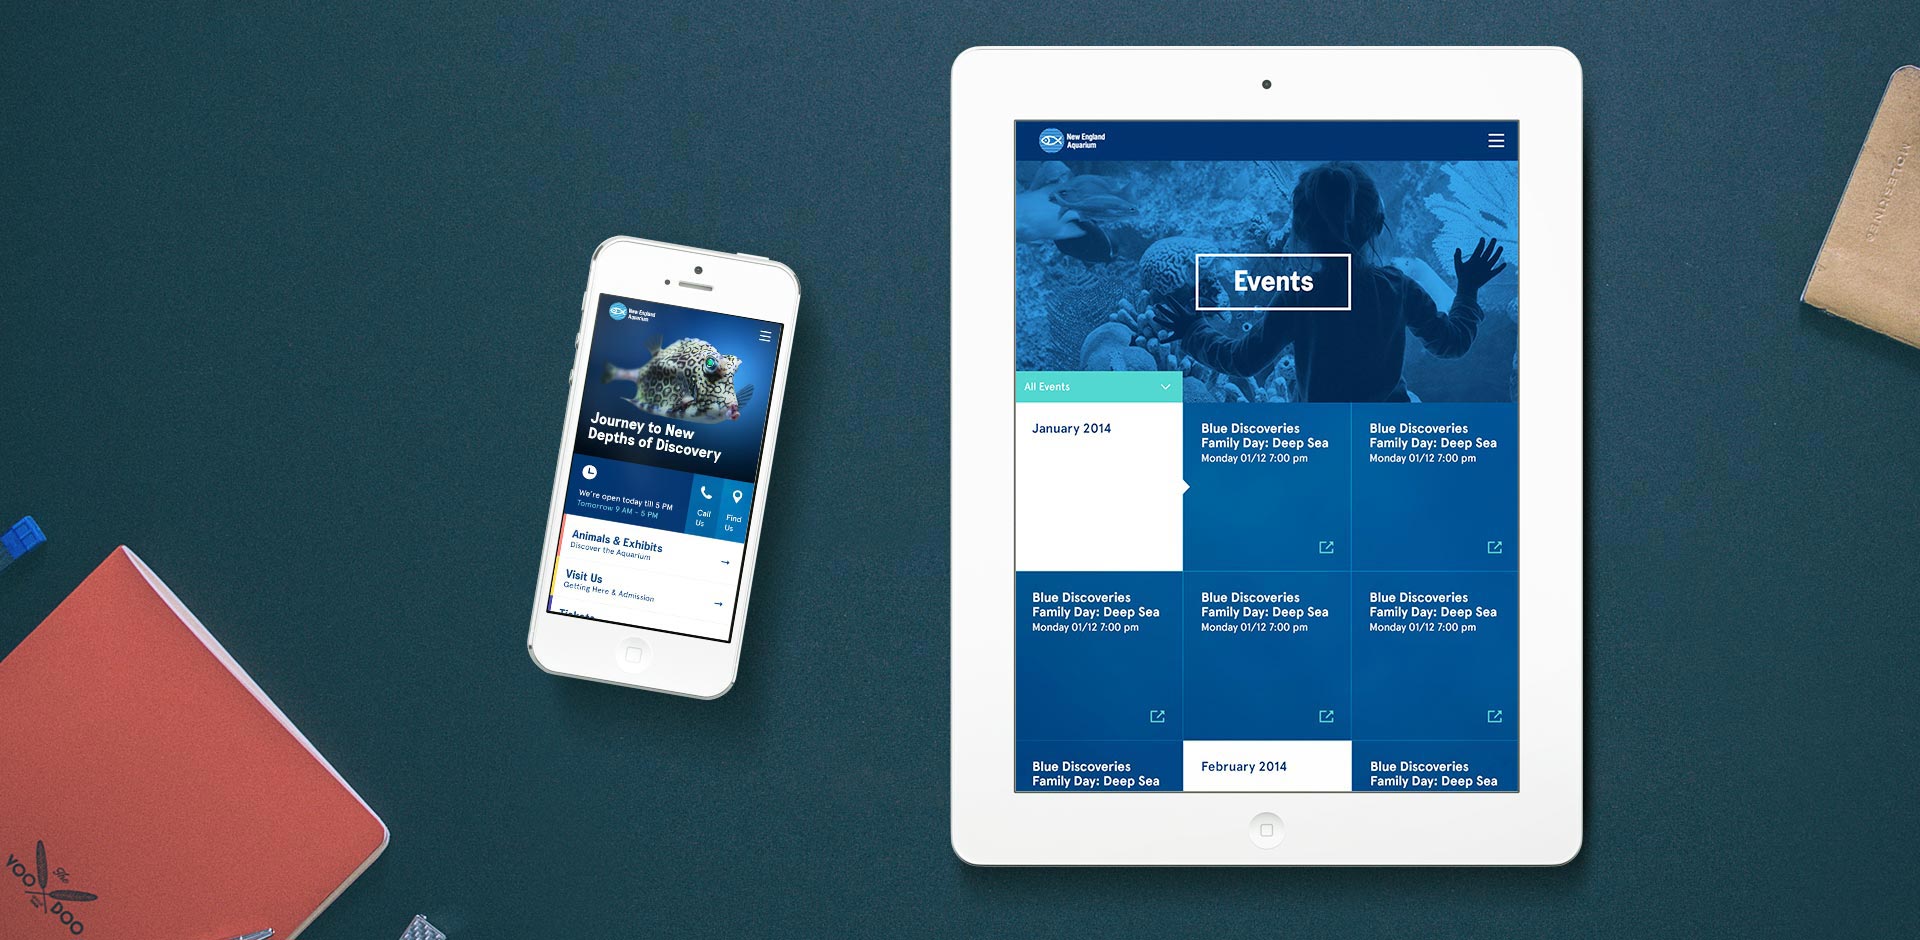 New England
Aquarium
Journey to New
Depths of Discovery
We're open today till 5 PM
Tomorrow 9 AM - 5 PM
Call
Us
Find
Us
Animals & Exhibits
Discover the Aquarium
Visit Us
Getting Here & Admission
Tickets
New England
Aquarium
Events
All Events
January 2014
Blue Discoveries
Family Day: Deep Sea
Monday 01/12 7:00 pm
Blue Discoveries
Family Day: Deep Sea
Monday 01/12 7:00 pm
Blue Discoveries
Family Day: Deep Sea
Monday 01/12 7:00 pm
Blue Discoveries
Family Day: Deep Sea
Monday 01/12 7:00 pm
Blue Discoveries
Family Day: Deep Sea
Monday 01/12 7:00 pm
Blue Discoveries
Family Day: Deep Sea
February 2014
Blue Discoveries
Family Day: Deep Sea
MOLESKINE
The
VOO
DOO